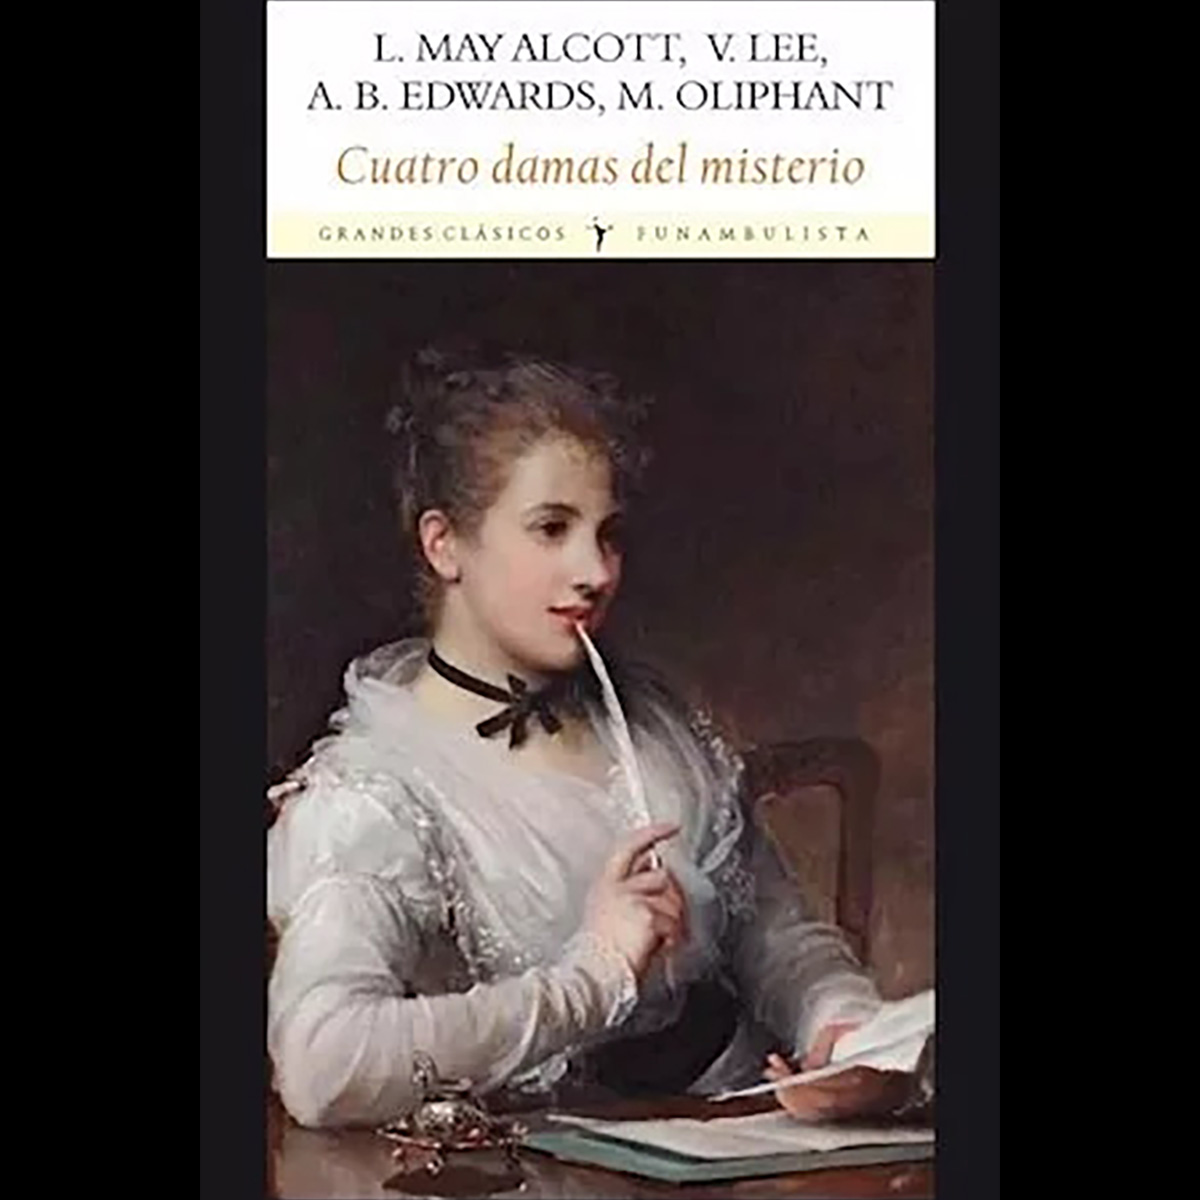 L. MAY ALCOTT, V. LEE,
A. B. EDWARDS, M. OLIPHANT
Cuatro damas del misterio
GRANDES CLÁSICOS FUNAMBULISTA